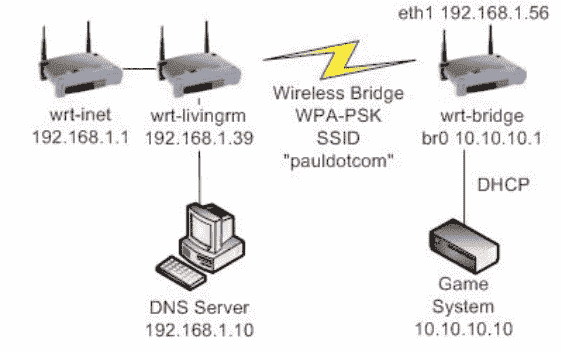 eth1 192.168.1.56
wrt-inet
192.168.1.1
wrt-livingrm
192.168.1.39
Wireless Bridge
WPA-PSK
SSID
"pauldotcom"
wrt-bridge
br0 10.10.10.1
DHCP
DNS Server
192.168.1.10
Game
System
10.10.10.10